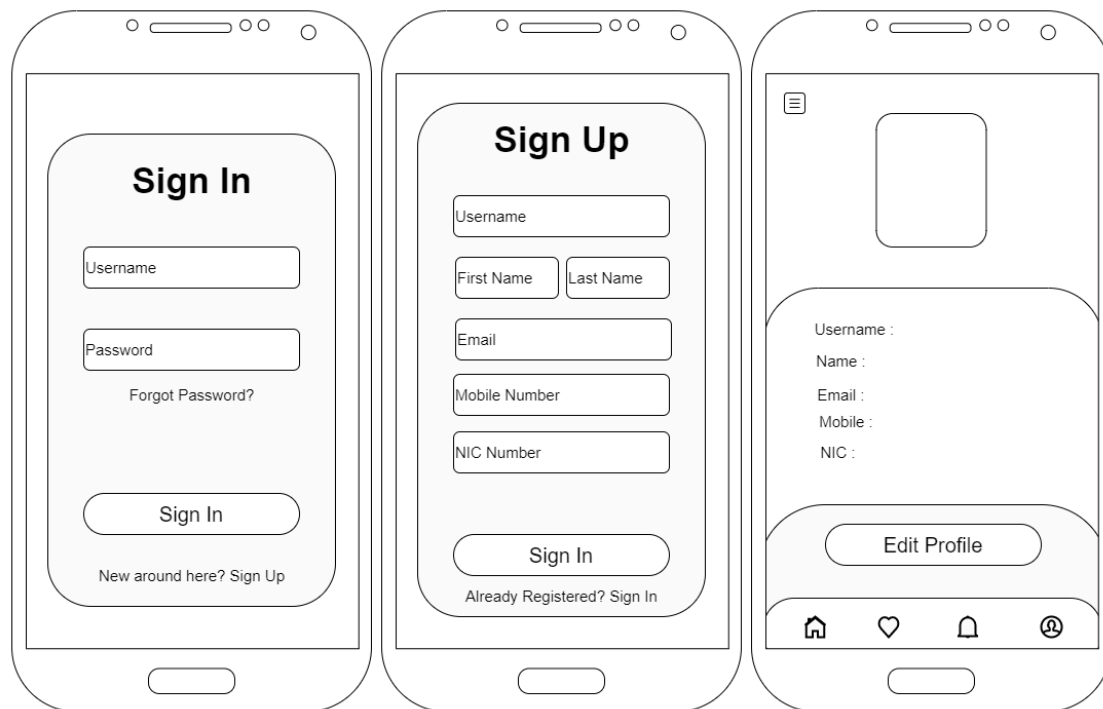 Sign In
Username
Password
Forgot Password?
Sign In
New around here? Sign Up
Sign Up
Username
First Name Last Name
Email
Mobile Number
NIC Number
Sign In
Already Registered? Sign In
Username :
Name :
Email :
Mobile :
NIC :
Edit Profile